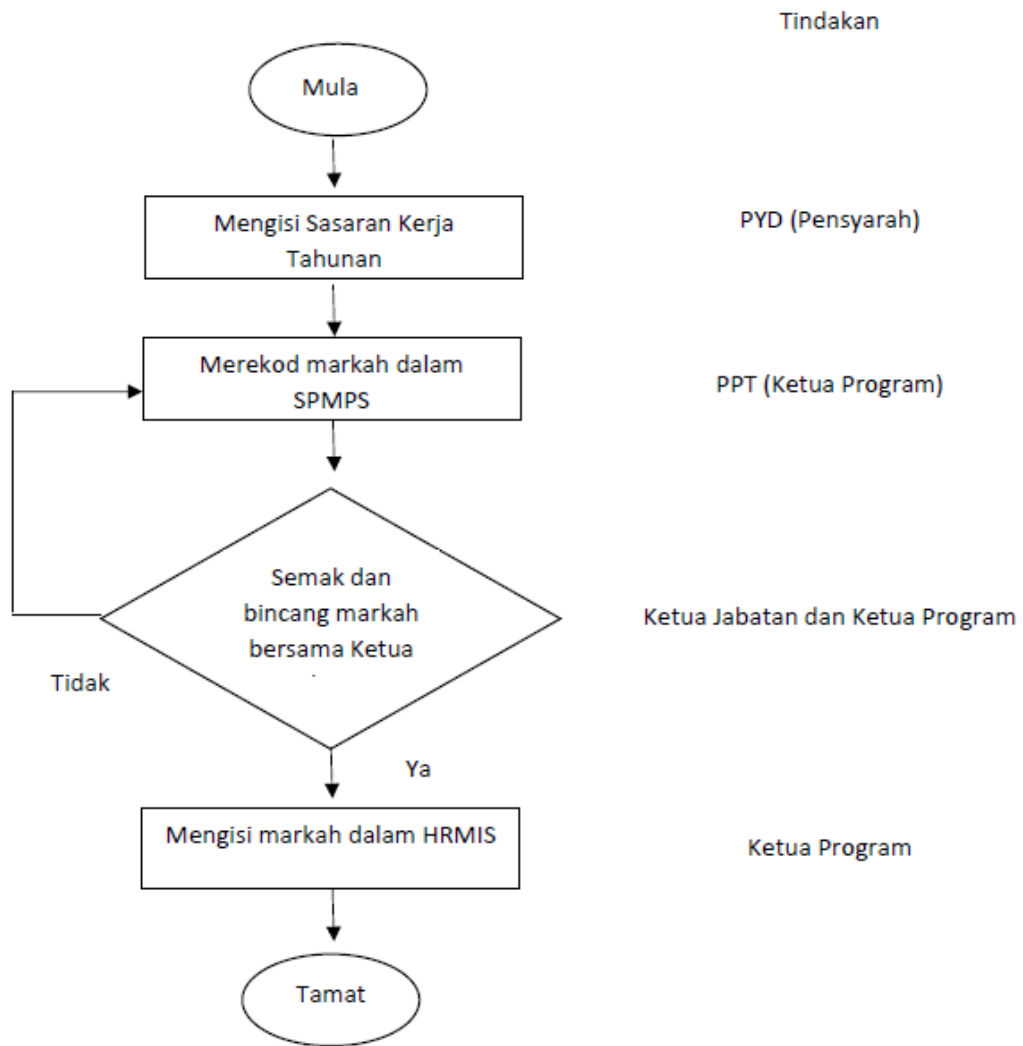 Tindakan
Mula
Mengisi Sasaran Kerja
Tahunan
PYD (Pensyarah)
Merekod markah dalam
SPMPS
PPT (Ketua Program)
Semak dan
bincang markah
bersama Ketua
Ketua Jabatan dan Ketua Program
Tidak
Ya
Mengisi markah dalam HRMIS
Ketua Program
Tamat